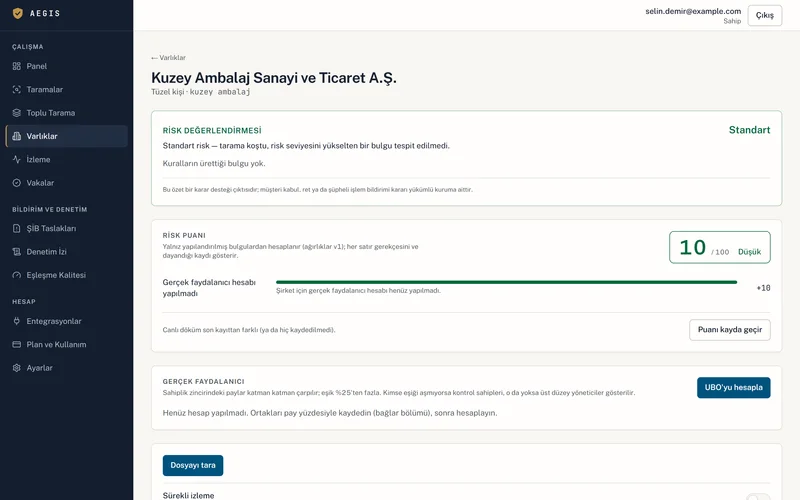 AEGIS
selin.demir@example.com
Sahip
Çıkış
ÇALIŞMA
Panel
Taramalar
Toplu Tarama
Varlıklar
İzleme
Vakalar
BİLDİRİM VE DENETİM
ŞİB Taslakları
Denetim İzi
Eşleşme Kalitesi
HESAP
Entegrasyonlar
Plan ve Kullanım
Ayarlar
← Varlıklar
Kuzey Ambalaj Sanayi ve Ticaret A.Ş.
Tüzel kişi · kuzey ambalaj
RİSK DEĞERLENDİRMESİ
Standart
Standart risk — tarama koştu, risk seviyesini yükselten bir bulgu tespit edilmedi.
Kuralların ürettiği bulgu yok.
Bu özet bir karar desteği çıktısıdır; müşteri kabul, ret ya da şüpheli işlem bildirimi kararı yükümlü kuruma aittir.
RİSK PUANI
Yalnız yapılandırılmış bulgulardan hesaplanır (ağırlıklar v1); her satır gerekçesini ve
dayandığı kaydı gösterir.
10 / 100 Düşük
Gerçek faydalanıcı hesabı
yapılmadı
Şirket için gerçek faydalanıcı hesabı henüz yapılmadı.
+10
Canlı döküm son kayıttan farklı (ya da hiç kaydedilmedi).
Puanı kayda geçir
GERÇEK FAYDALANICI
Sahiplik zincirindeki paylar katman katman çarpılır; eşik %25'ten fazla. Kimse eşiği aşmıyorsa kontrol sahipleri, o da yoksa üst düzey yöneticiler gösterilir.
UBO'yu hesapla
Henüz hesap yapılmadı. Ortakları pay yüzdesiyle kaydedin (bağlar bölümü), sonra hesaplayın.
Dosyayı tara
Sürekli izleme